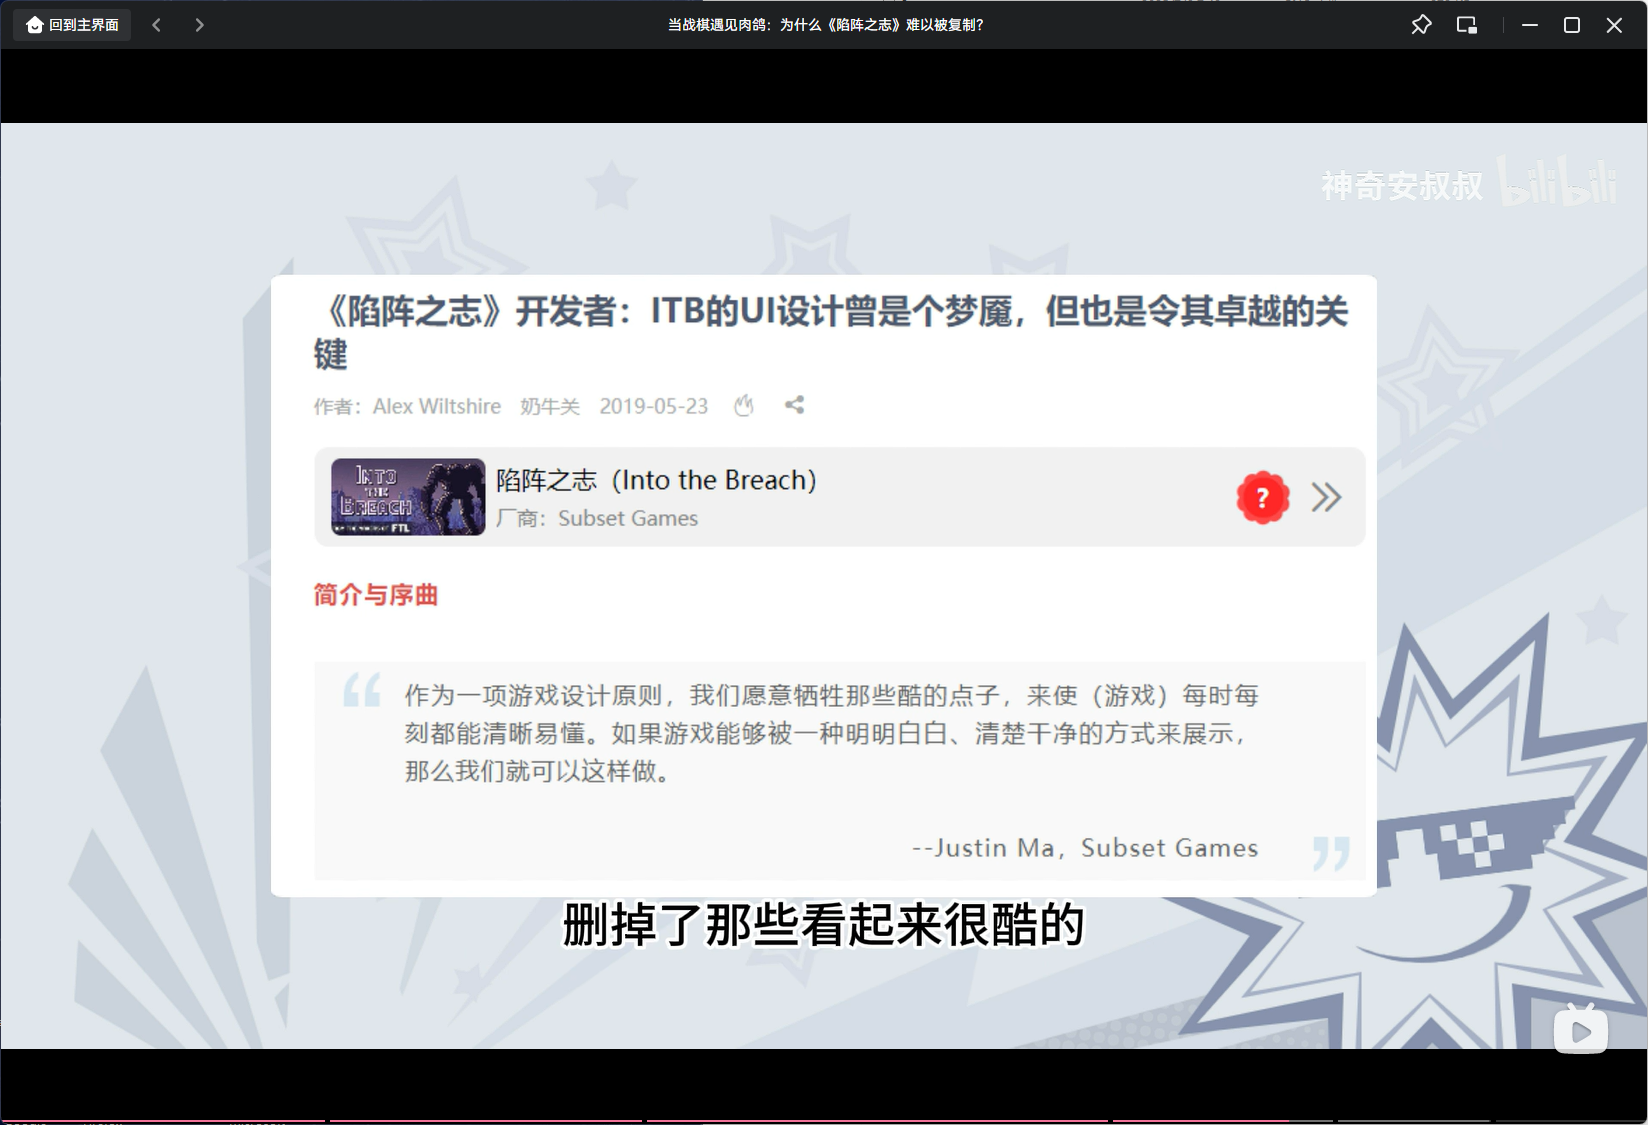 回到主界面
当战棋遇见肉鸽：为什么《陷阵之志》难以被复制？
神奇安叔叔 bilibili
《陷阵之志》开发者：ITB的UI设计曾是个梦魇，但也是令其卓越的关
键
作者：Alex Wiltshire 奶牛关 2019-05-23
INTO
THE
BREACH
FTL
陷阵之志（Into the Breach）
厂商：Subset Games
?
简介与序曲
作为一项游戏设计原则，我们愿意牺牲那些酷的点子，来使（游戏）每时每
刻都能清晰易懂。如果游戏能够被一种明明白白、清楚干净的方式来展示，
那么我们就可以这样做。
--Justin Ma，Subset Games
删掉了那些看起来很酷的